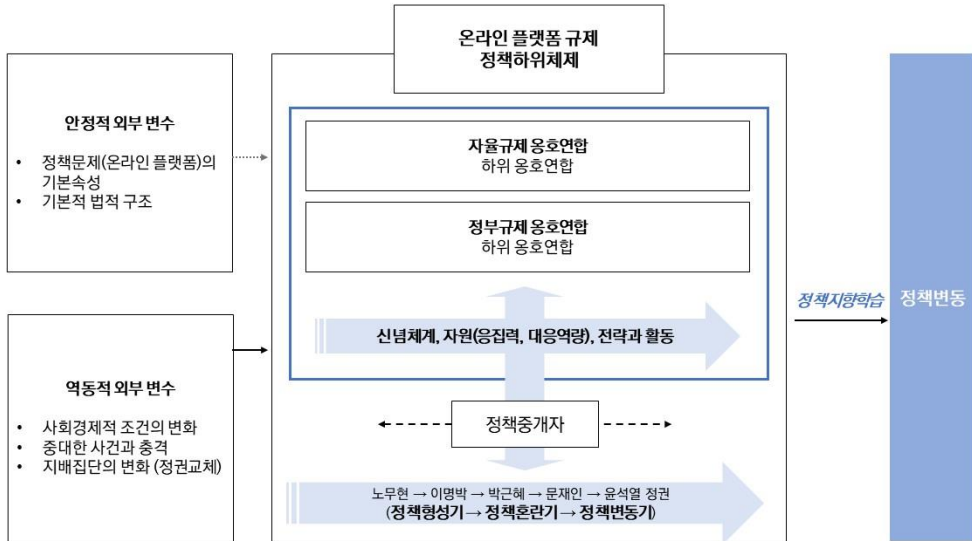 온라인 플랫폼 규제
정책하위체제
안정적 외부 변수
• 정책문제(온라인 플랫폼)의
기본속성
• 기본적 법적 구조
자율규제 옹호연합
하위 옹호연합
정부규제 옹호연합
하위 옹호연합
신념체계, 자원(응집력, 대응역량), 전략과 활동
역동적 외부 변수
• 사회경제적 조건의 변화
• 중대한 사건과 충격
• 지배집단의 변화 (정권교체)
정책중개자
노무현 → 이명박 → 박근혜 → 문재인 → 윤석열 정권
(정책형성기 → 정책혼란기 → 정책변동기)
정책지향학습
정책변동